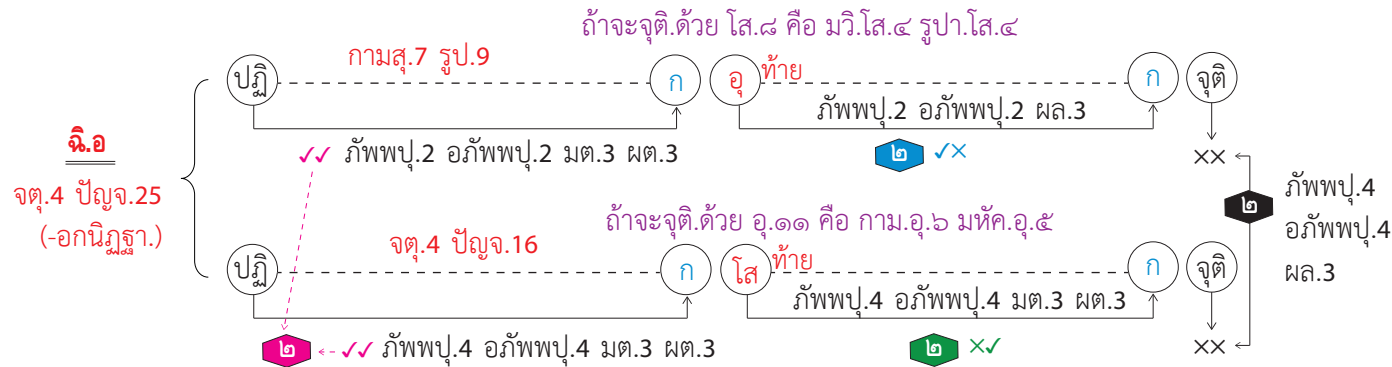 ถ้าจะจุติ.ด้วย โส.๘ คือ มวิ.โส.๔ รูปา.โส.๔
กามสุ.7 รูป.9
ปฏิ ก อุ ท้าย ก จุติ
ภัพพปุ.2 อภัพพปุ.2 ผล.3
ฉิ.อ
✓✓ ภัพพปุ.2 อภัพพปุ.2 มต.3 ผต.3
๒ ✓×
××
จตุ.4 ปัญจ.25
(-อกนิฏฐา.)
๒
ภัพพปุ.4
อภัพพปุ.4
ผล.3
ถ้าจะจุติ.ด้วย อุ.๑๑ คือ กาม.อุ.๖ มหัค.อุ.๕
จตุ.4 ปัญจ.16
ปฏิ ก โส ท้าย ก จุติ
ภัพพปุ.4 อภัพพปุ.4 มต.3 ผต.3
๒ ✓✓ ภัพพปุ.4 อภัพพปุ.4 มต.3 ผต.3
๒ ×✓
××